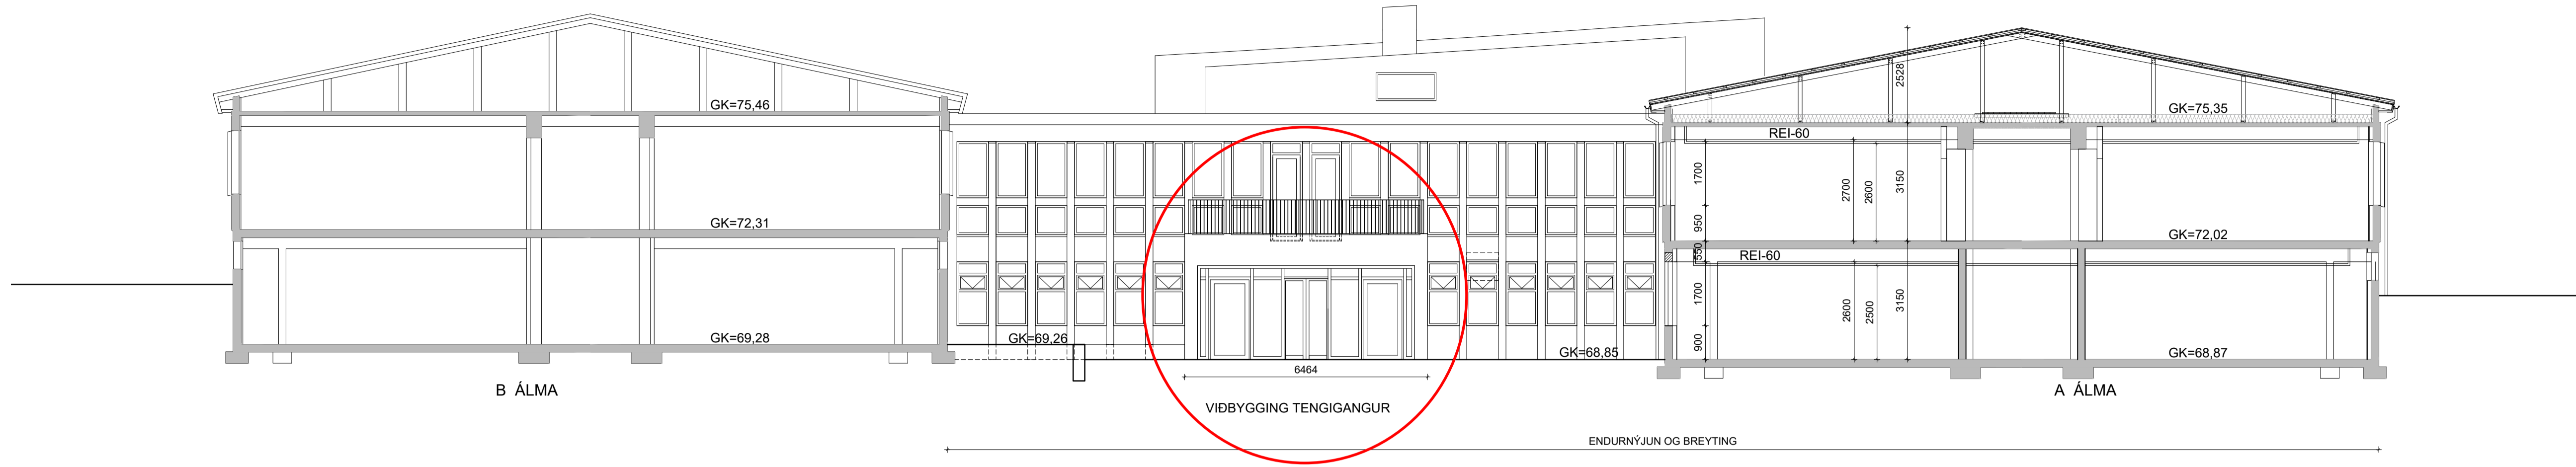 GK=75,46
GK=72,31
GK=69,28
B ÁLMA
GK=69,26
6464
VIÐBYGGING TENGIGANGUR
GK=68,85
ENDURNÝJUN OG BREYTING
2528
GK=75,35
REI-60
1700
2700
2600
3150
950
GK=72,02
550
REI-60
1700
2600
2500
3150
900
GK=68,87
A ÁLMA